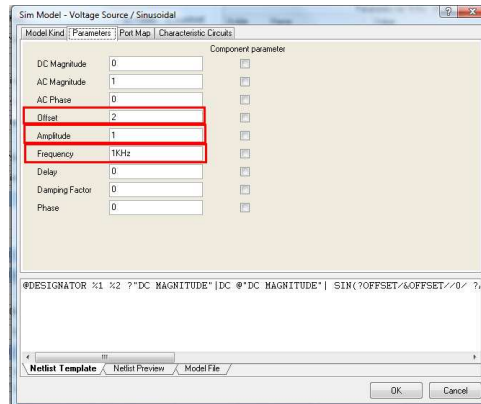 Sim Model - Voltage Source / Sinusoidal
Model Kind Parameters Port Map Characteristic Circuits
Component parameter
DC Magnitude 0
AC Magnitude 1
AC Phase 0
Offset 2
Amplitude 1
Frequency 1KHz
Delay 0
Damping Factor 0
Phase 0
@DESIGNATOR %1 %2 ?"DC MAGNITUDE"|DC @"DC MAGNITUDE"| SIN(?OFFSET/&OFFSET//0/ ?
Netlist Template Netlist Preview Model File
OK Cancel